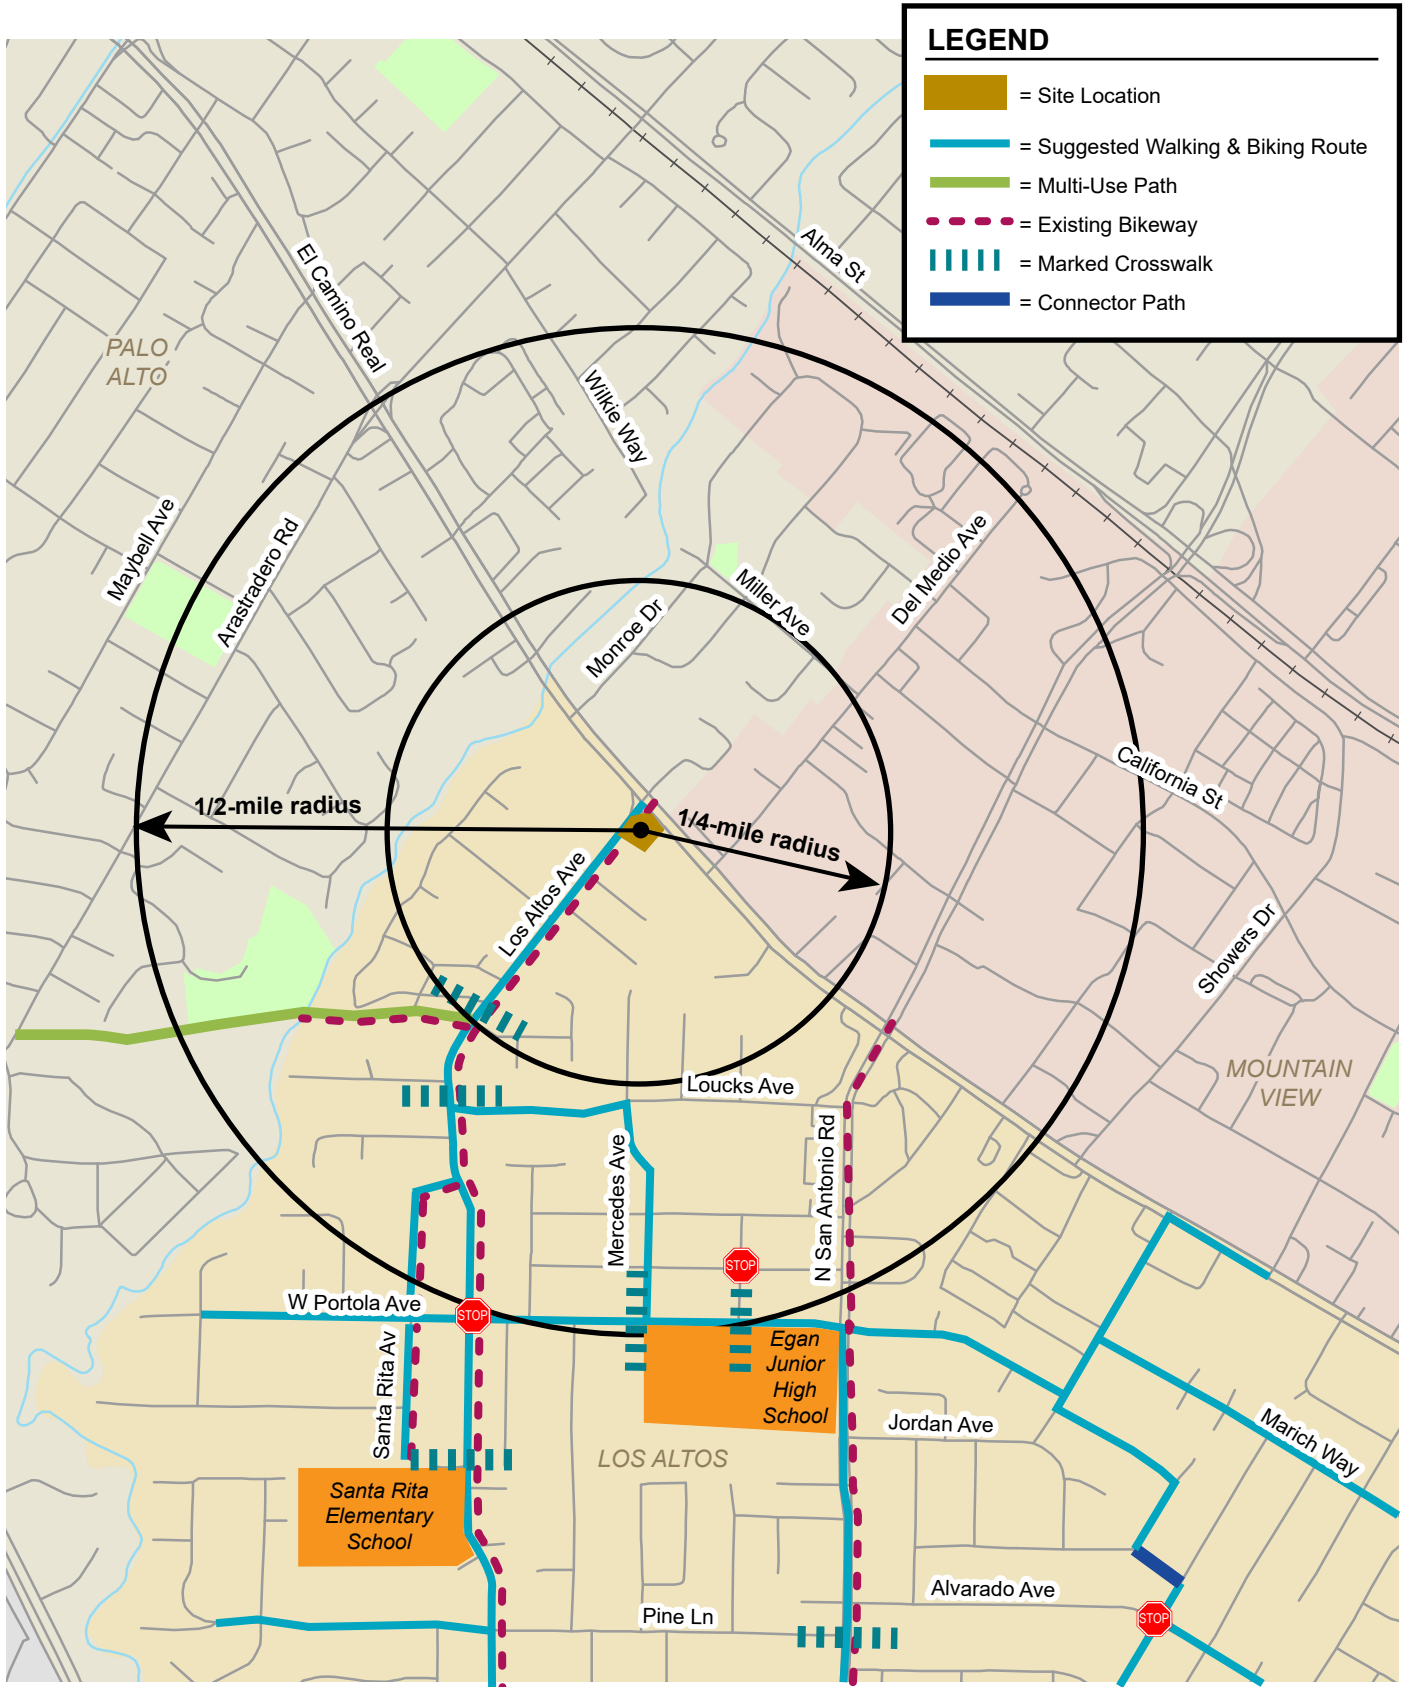 LEGEND
= Site Location
= Suggested Walking & Biking Route
= Multi-Use Path
= Existing Bikeway
= Marked Crosswalk
= Connector Path
Alma St
El Camino Real
PALO
ALTO
Wilkie Way
Maybell Ave
Arastradero Rd
Del Medio Ave
Miller Ave
Monroe Dr
California St
1/2-mile radius
1/4-mile radius
Los Altos Ave
Showers Dr
MOUNTAIN
VIEW
Loucks Ave
Mercedes Ave
N San Antonio Rd
STOP
W Portola Ave
STOP
Santa Rita Av
Egan
Junior
High
School
Jordan Ave
Marich Way
LOS ALTOS
Santa Rita
Elementary
School
Alvarado Ave
Pine Ln
STOP